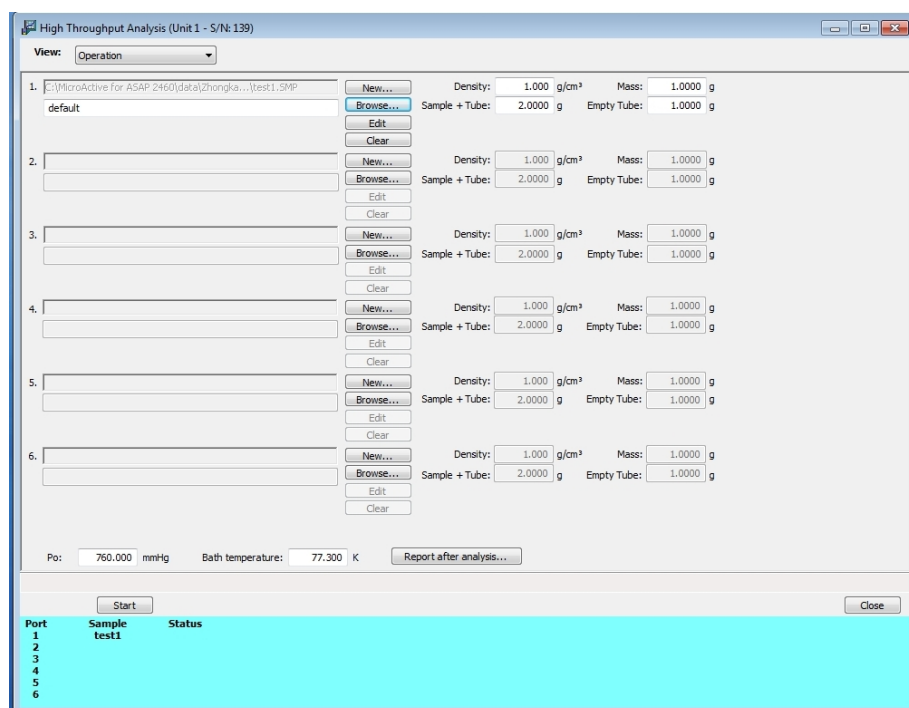 High Throughput Analysis (Unit 1 - S/N: 139)
View: Operation
1. C:\MicroActive for ASAP 2460\data\Zhongka...\test1.SMP New... Density: 1.000 g/cm³ Mass: 1.0000 g
default Browse... Sample + Tube: 2.0000 g Empty Tube: 1.0000 g
Edit
Clear
2. New... Density: 1.000 g/cm³ Mass: 1.0000 g
Browse... Sample + Tube: 2.0000 g Empty Tube: 1.0000 g
Edit
Clear
3. New... Density: 1.000 g/cm³ Mass: 1.0000 g
Browse... Sample + Tube: 2.0000 g Empty Tube: 1.0000 g
Edit
Clear
4. New... Density: 1.000 g/cm³ Mass: 1.0000 g
Browse... Sample + Tube: 2.0000 g Empty Tube: 1.0000 g
Edit
Clear
5. New... Density: 1.000 g/cm³ Mass: 1.0000 g
Browse... Sample + Tube: 2.0000 g Empty Tube: 1.0000 g
Edit
Clear
6. New... Density: 1.000 g/cm³ Mass: 1.0000 g
Browse... Sample + Tube: 2.0000 g Empty Tube: 1.0000 g
Edit
Clear
Po: 760.000 mmHg Bath temperature: 77.300 K Report after analysis...
Start Close
Port Sample Status
1 test1
2
3
4
5
6